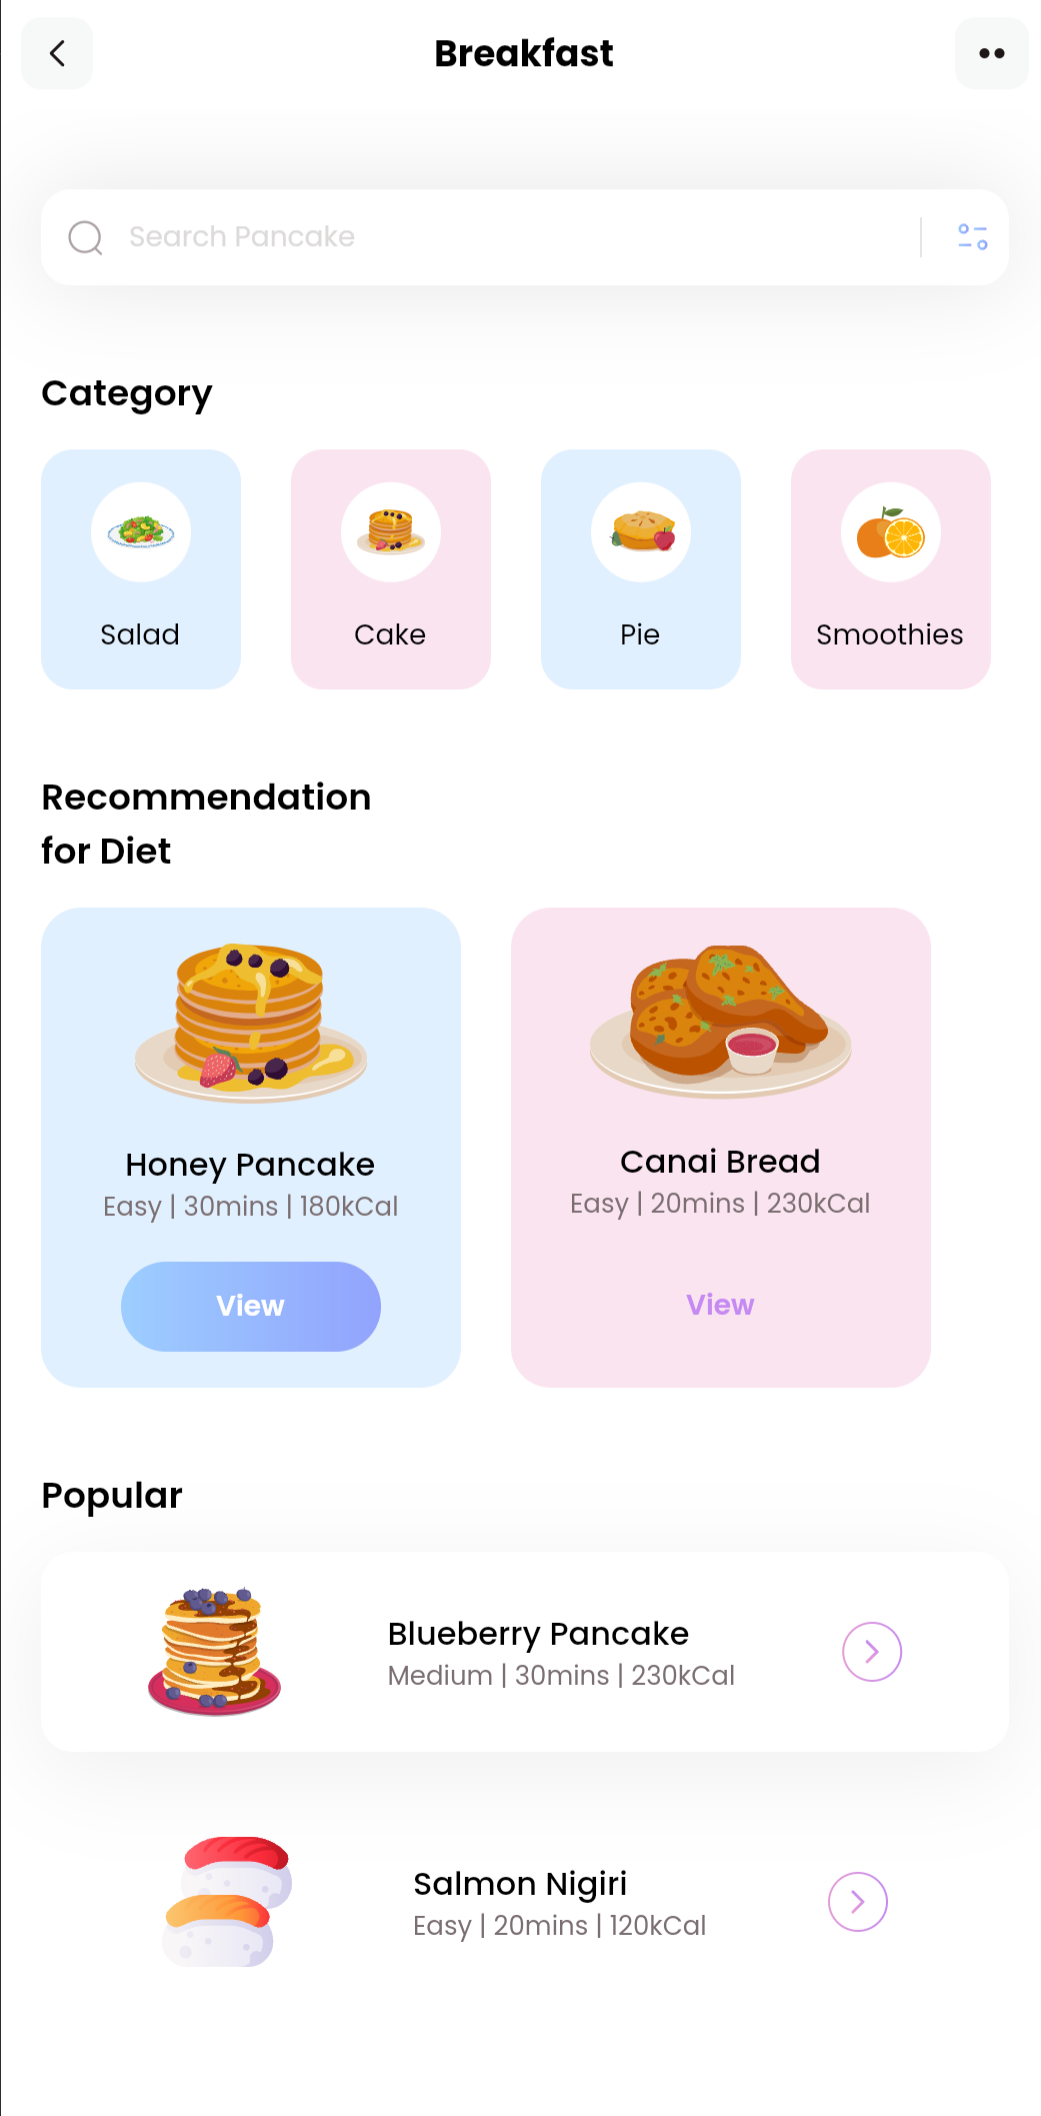 Breakfast
Search Pancake
Category
Salad
Cake
Pie
Smoothies
Recommendation
for Diet
Honey Pancake
Easy | 30mins | 180kCal
View
Canai Bread
Easy | 20mins | 230kCal
View
Popular
Blueberry Pancake
Medium | 30mins | 230kCal
Salmon Nigiri
Easy | 20mins | 120kCal